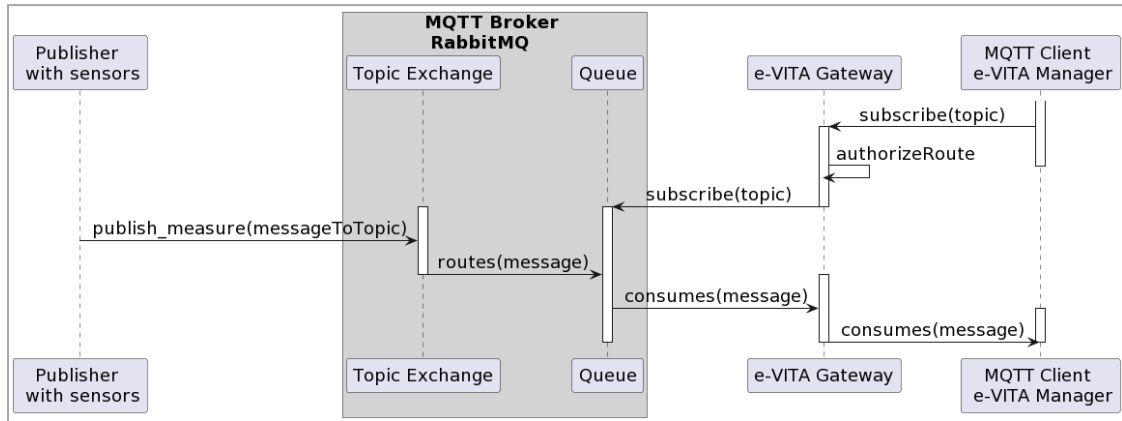 MQTT Broker
RabbitMQ
Publisher
with sensors
Topic Exchange
Queue
e-VITA Gateway
MQTT Client
e-VITA Manager
subscribe(topic)
authorizeRoute
subscribe(topic)
publish_measure(messageToTopic)
routes(message)
consumes(message)
consumes(message)
Publisher
with sensors
Topic Exchange
Queue
e-VITA Gateway
MQTT Client
e-VITA Manager